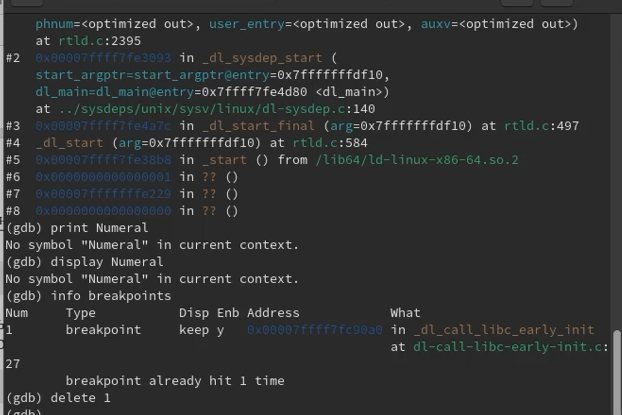 phnum=<optimized out>, user_entry=<optimized out>, auxv=<optimized out>)
at rtld.c:2395
#2 0x00007ffff7fe3093 in _dl_sysdep_start (
start_argptr=start_argptr@entry=0x7fffffffdf10,
dl_main=dl_main@entry=0x7ffff7fe4d80 <dl_main>)
at ../sysdeps/unix/sysv/linux/dl-sysdep.c:140
#3 0x00007ffff7fe4a7c in _dl_start_final (arg=0x7fffffffdf10) at rtld.c:497
#4 _dl_start (arg=0x7fffffffdf10) at rtld.c:584
#5 0x00007ffff7fe38b8 in _start () from /lib64/ld-linux-x86-64.so.2
#6 0x0000000000000001 in ?? ()
#7 0x00007fffffffe229 in ?? ()
#8 0x0000000000000000 in ?? ()
(gdb) print Numeral
No symbol "Numeral" in current context.
(gdb) display Numeral
No symbol "Numeral" in current context.
(gdb) info breakpoints
Num Type Disp Enb Address What
1 breakpoint keep y 0x00007ffff7fc90a0 in _dl_call_libc_early_init
at dl-call-libc-early-init.c:
27
breakpoint already hit 1 time
(gdb) delete 1
(gdb)